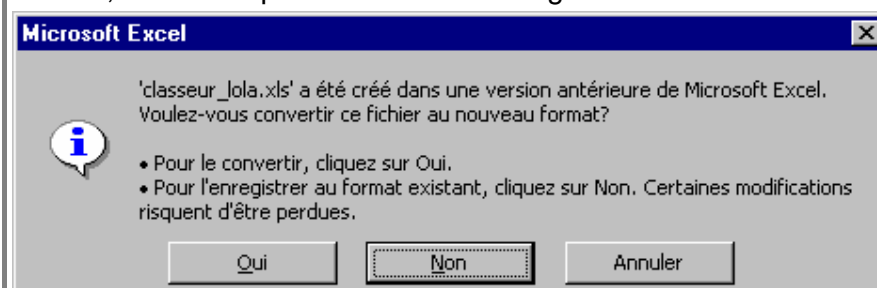 Microsoft Excel
'classeur_lola.xls' a été créé dans une version antérieure de Microsoft Excel.
Voulez-vous convertir ce fichier au nouveau format?
• Pour le convertir, cliquez sur Oui.
• Pour l'enregistrer au format existant, cliquez sur Non. Certaines modifications
risquent d'être perdues.
Oui Non Annuler